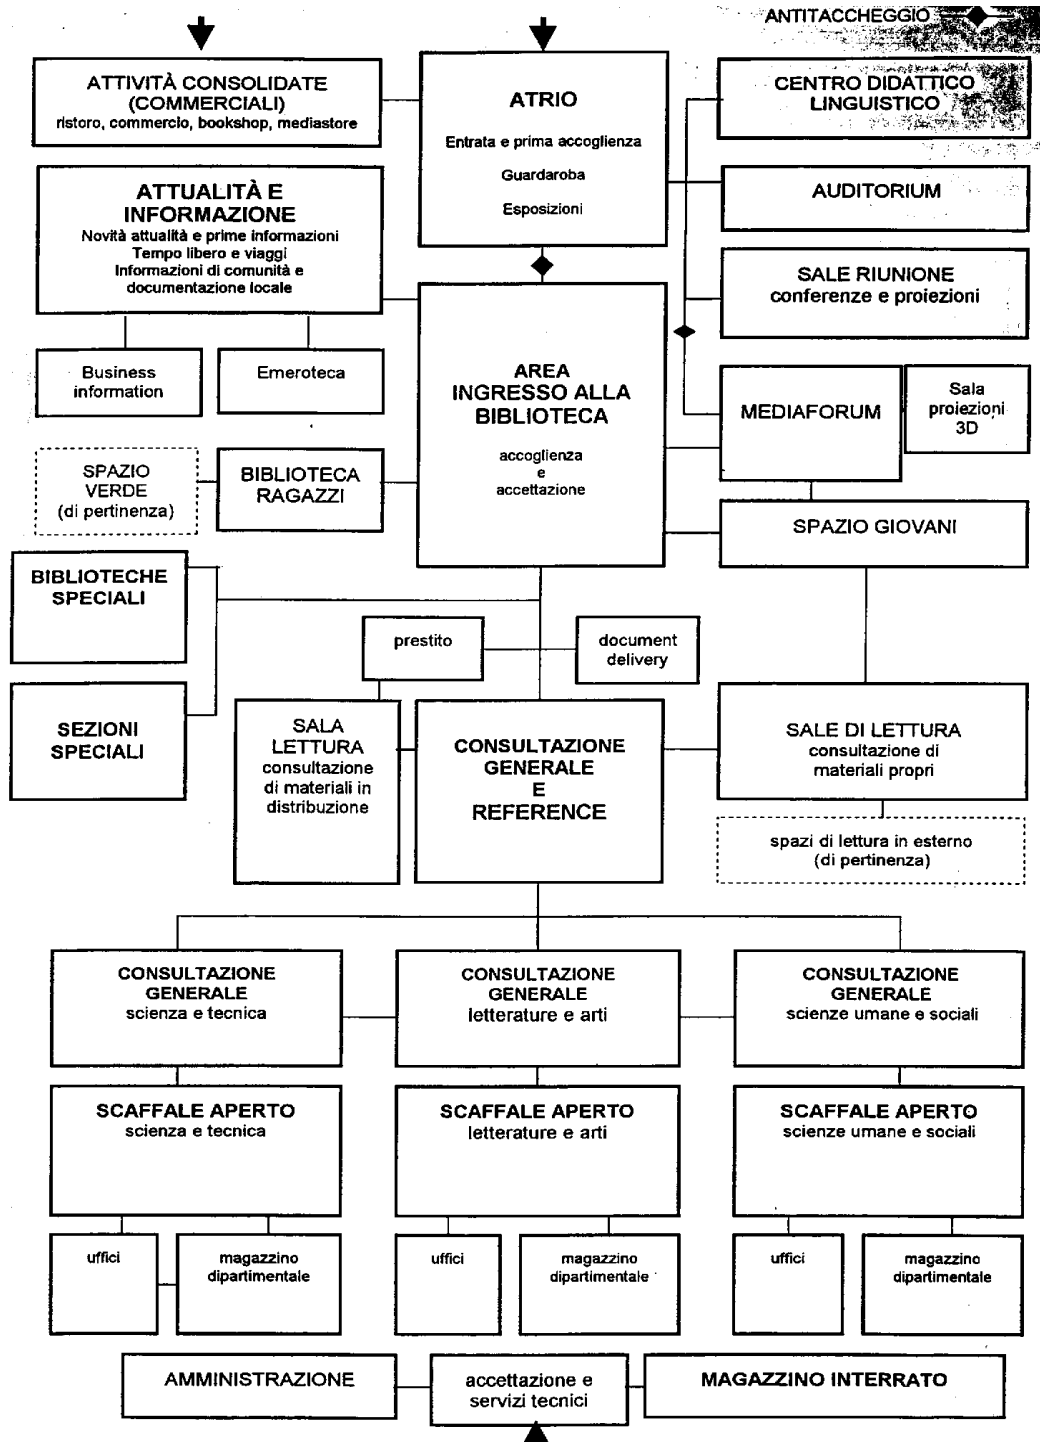 ANTITACCHEGGIO
ATTIVITÀ CONSOLIDATE
(COMMERCIALI)
ristoro, commercio, bookshop, mediastore
ATRIO
Entrata e prima accoglienza
Guardaroba
Esposizioni
CENTRO DIDATTICO
LINGUISTICO
ATTUALITÀ E
INFORMAZIONE
Novità attualità e prime informazioni
Tempo libero e viaggi
Informazioni di comunità e
documentazione locale
AUDITORIUM
SALE RIUNIONE
conferenze e proiezioni
Business
information
Emeroteca
AREA
INGRESSO ALLA
BIBLIOTECA
accoglienza
e
accettazione
MEDIAFORUM
Sala
proiezioni
3D
SPAZIO
VERDE
(di pertinenza)
BIBLIOTECA
RAGAZZI
SPAZIO GIOVANI
BIBLIOTECHE
SPECIALI
prestito
document
delivery
SEZIONI
SPECIALI
SALA
LETTURA
consultazione
di materiali in
distribuzione
CONSULTAZIONE
GENERALE
E
REFERENCE
SALE DI LETTURA
consultazione di
materiali propri
spazi di lettura in esterno
(di pertinenza)
CONSULTAZIONE
GENERALE
scienza e tecnica
CONSULTAZIONE
GENERALE
letterature e arti
CONSULTAZIONE
GENERALE
scienze umane e sociali
SCAFFALE APERTO
scienza e tecnica
SCAFFALE APERTO
letterature e arti
SCAFFALE APERTO
scienze umane e sociali
uffici
magazzino
dipartimentale
uffici
magazzino
dipartimentale
uffici
magazzino
dipartimentale
AMMINISTRAZIONE
accettazione e
servizi tecnici
MAGAZZINO INTERRATO